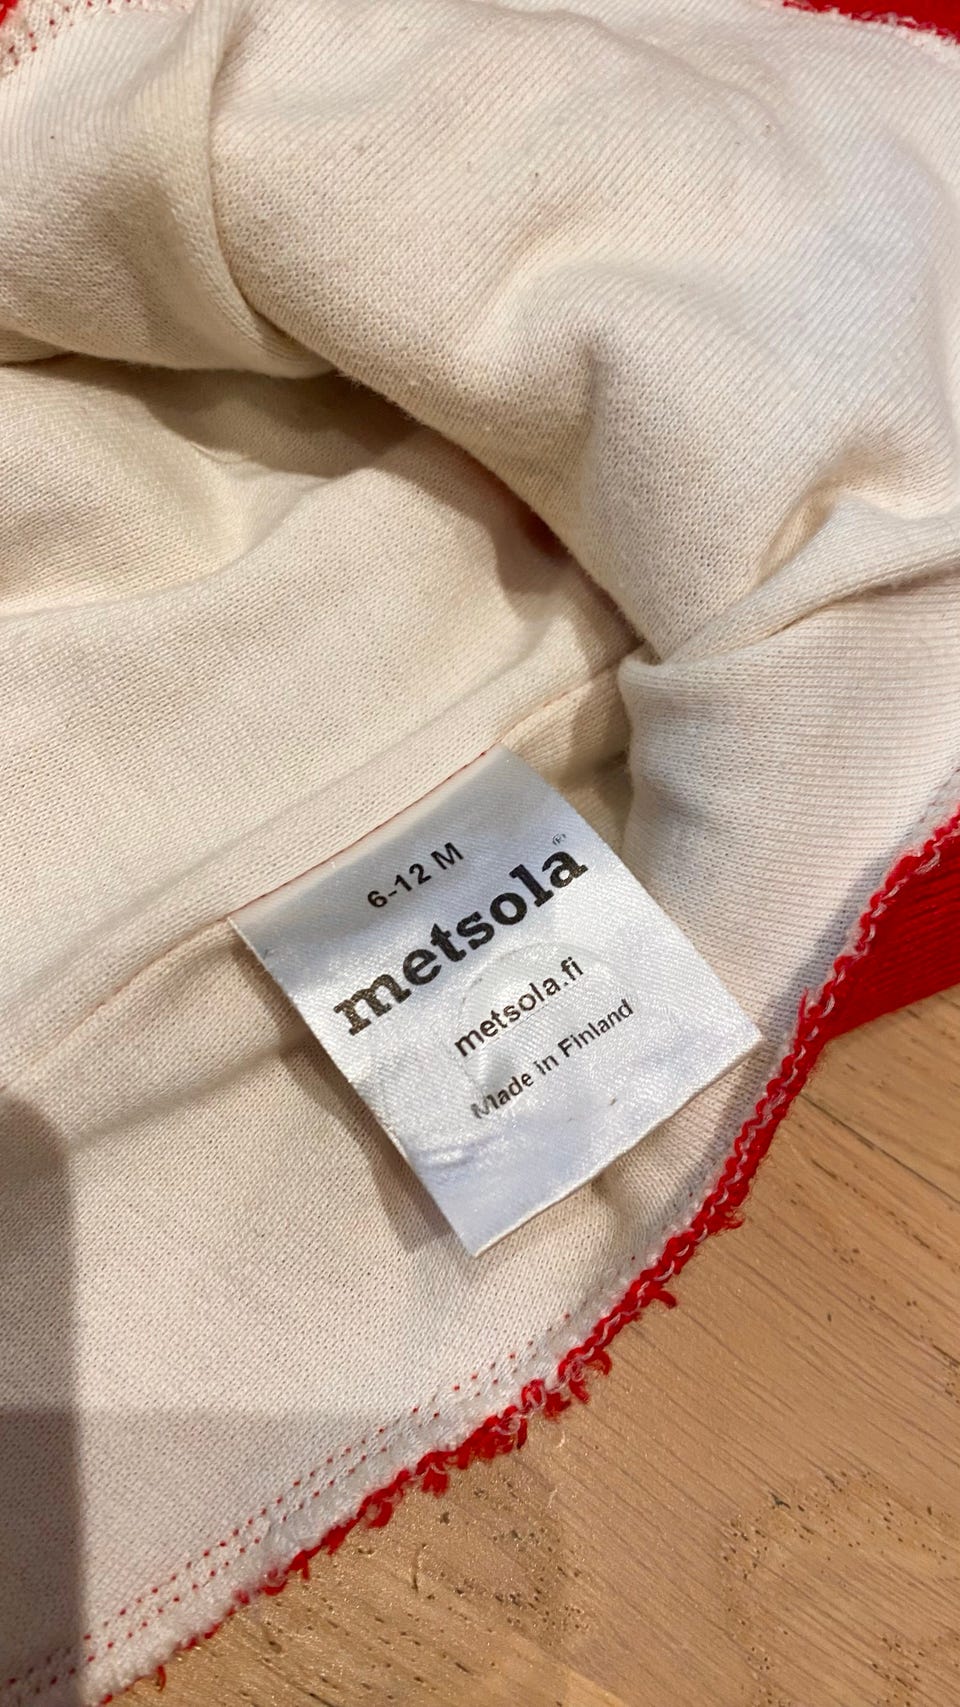 6-12 M
metsola®
metsola.fi
Made in Finland